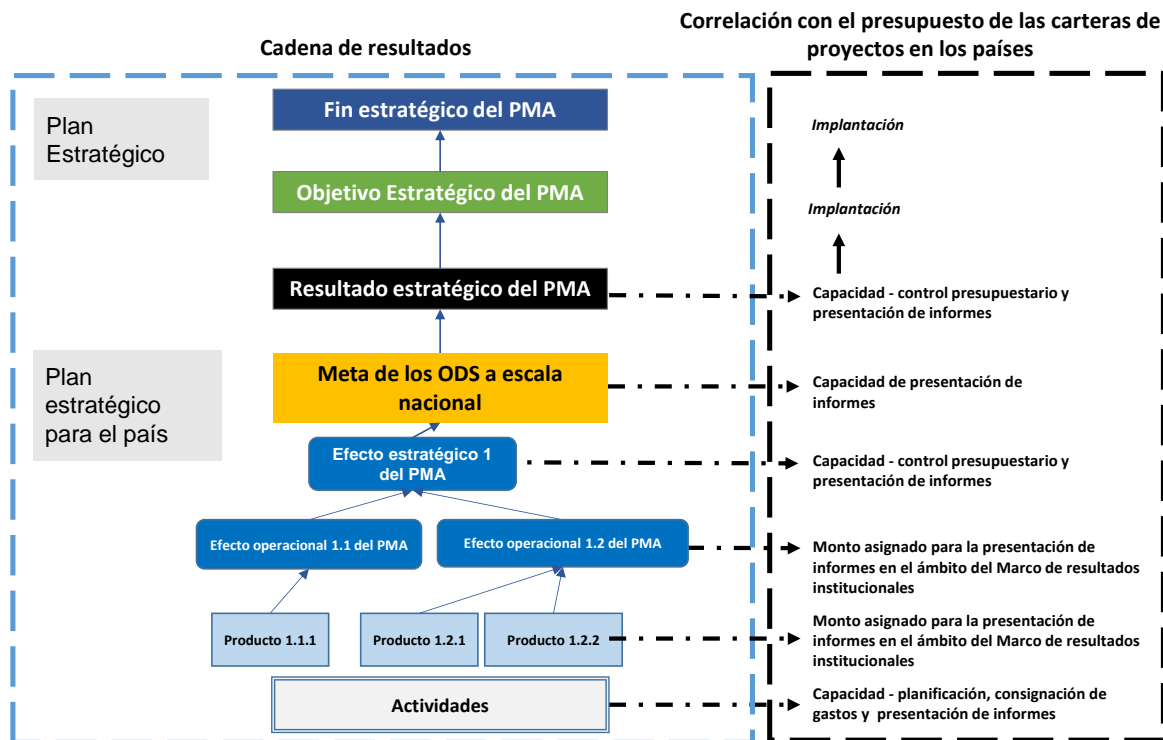 Cadena de resultados
Correlación con el presupuesto de las carteras de
proyectos en los países
Plan
Estratégico
Fin estratégico del PMA
Implantación
Objetivo Estratégico del PMA
Implantación
Resultado estratégico del PMA
Capacidad - control presupuestario y
presentación de informes
Plan
estratégico
para el país
Meta de los ODS a escala
nacional
Capacidad de presentación de
informes
Efecto estratégico 1
del PMA
Capacidad - control presupuestario y
presentación de informes
Efecto operacional 1.1 del PMA
Efecto operacional 1.2 del PMA
Monto asignado para la presentación de
informes en el ámbito del Marco de resultados
institucionales
Producto 1.1.1
Producto 1.2.1
Producto 1.2.2
Monto asignado para la presentación de
informes en el ámbito del Marco de resultados
institucionales
Actividades
Capacidad - planificación, consignación de
gastos y presentación de informes